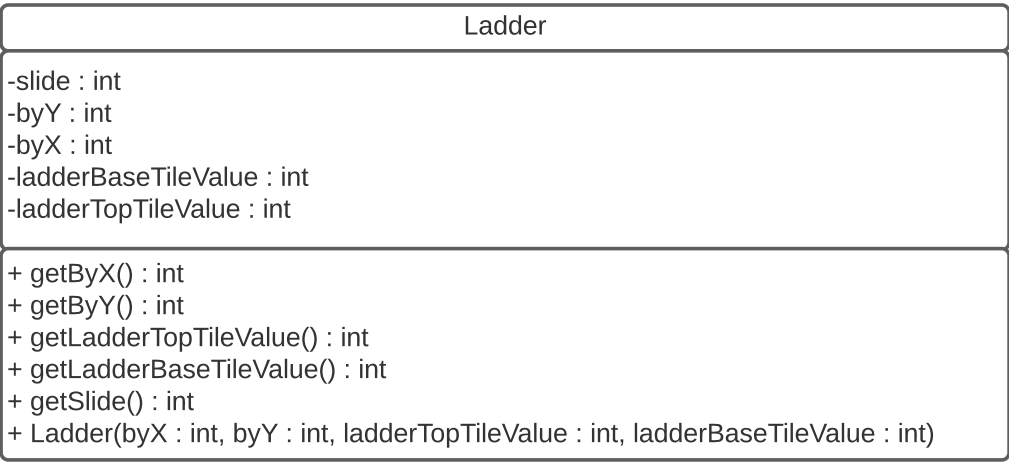 Ladder
-slide : int
-byY : int
-byX : int
-ladderBaseTileValue : int
-ladderTopTileValue : int
+ getByX() : int
+ getByY() : int
+ getLadderTopTileValue() : int
+ getLadderBaseTileValue() : int
+ getSlide() : int
+ Ladder(byX : int, byY : int, ladderTopTileValue : int, ladderBaseTileValue : int)